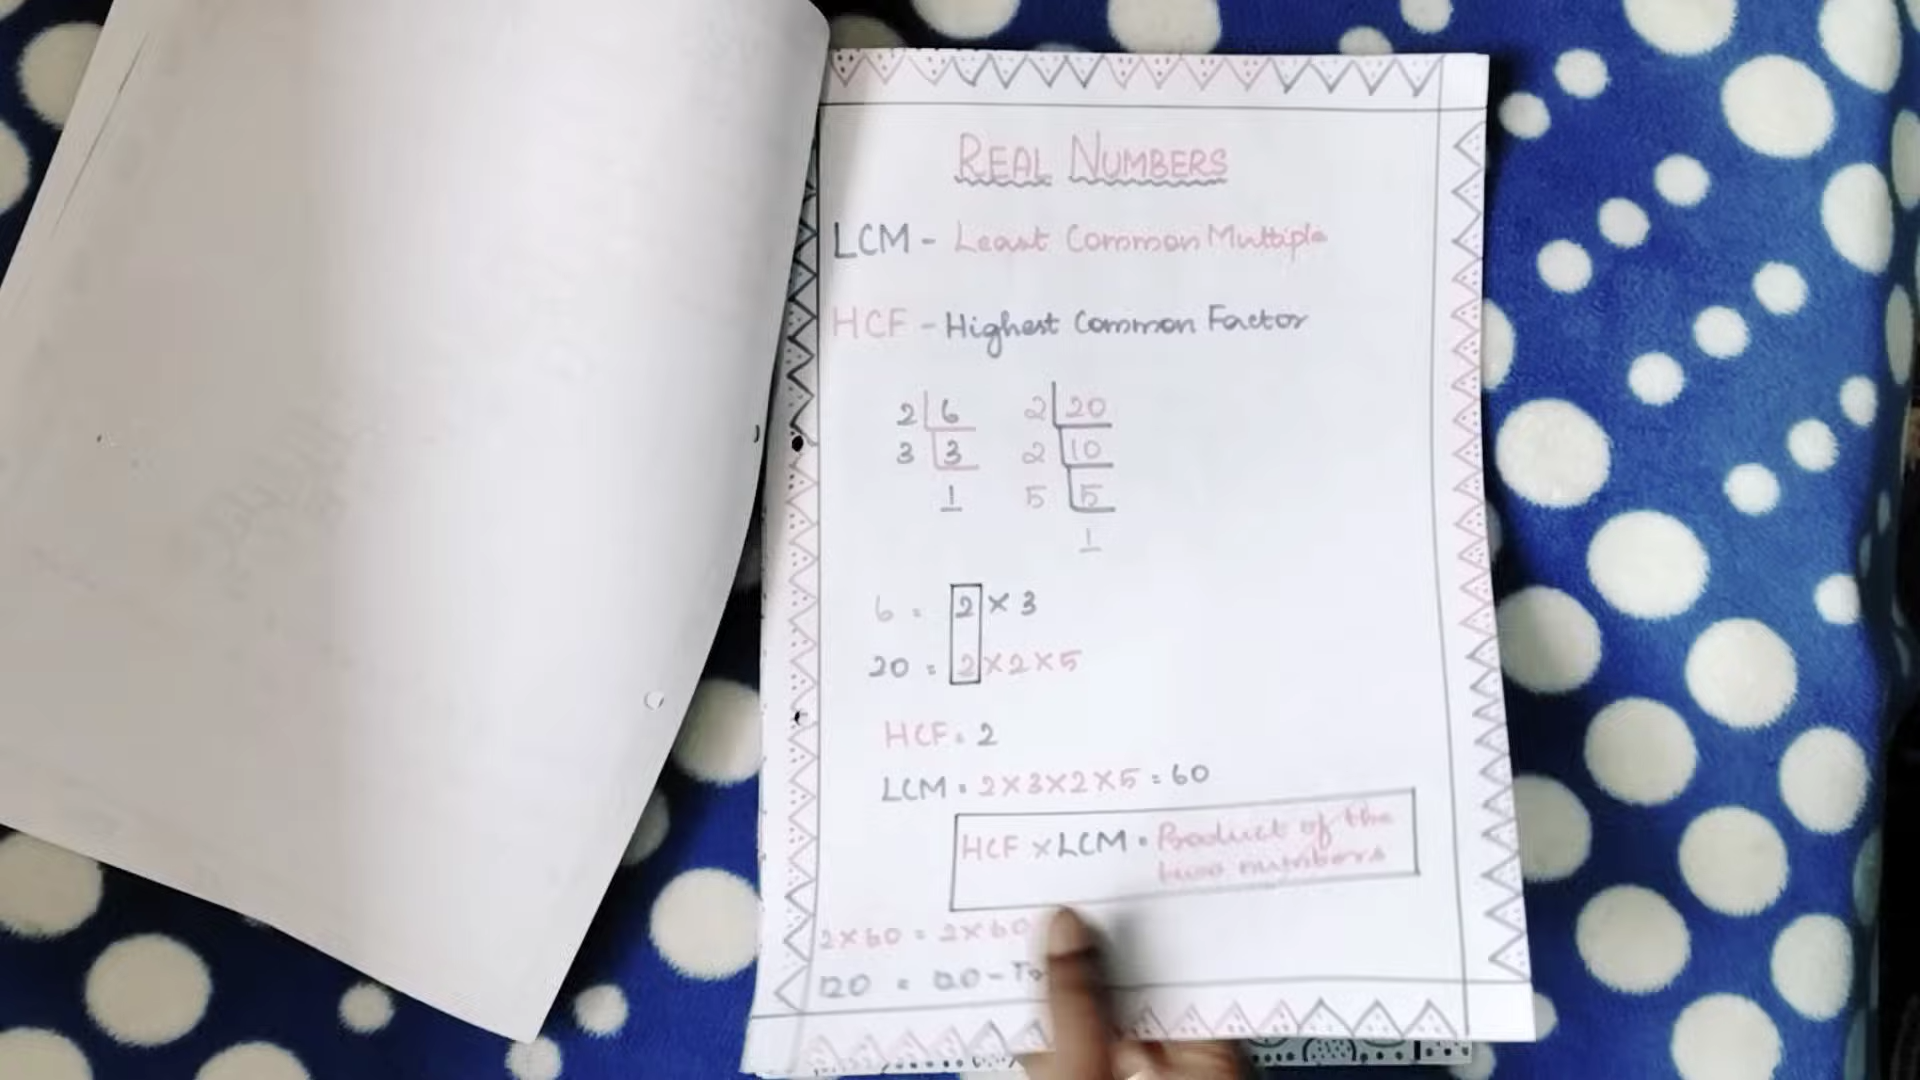 REAL NUMBERS
LCM - Least Common Multiple
HCF - Highest Common Factor
2 6 2 20
3 3 2 10
1 5 5
1
6 = 2 × 3
20 = 2 × 2 × 5
HCF = 2
LCM = 2 × 3 × 2 × 5 = 60
HCF × LCM = Product of the
two numbers
2 × 60 = 2 × 60
120 = 120 -